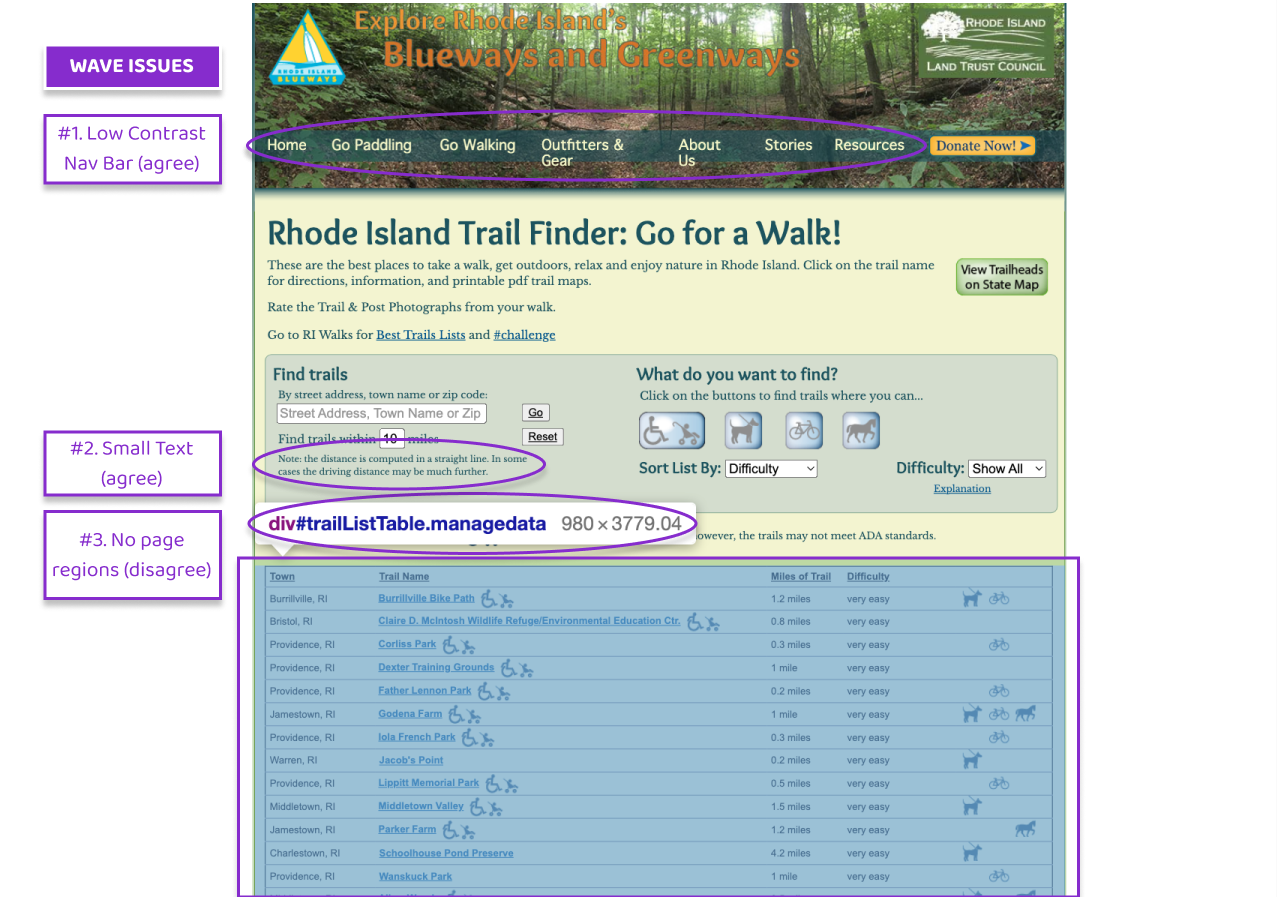 WAVE ISSUES
#1. Low Contrast
Nav Bar (agree)
#2. Small Text
(agree)
#3. No page
regions (disagree)
Explore Rhode Island's
Blueways and Greenways
RHODE ISLAND
BLUEWAYS
RHODE ISLAND
LAND TRUST COUNCIL
Home Go Paddling Go Walking Outfitters & Gear About Us Stories Resources Donate Now! ➤
Rhode Island Trail Finder: Go for a Walk!
These are the best places to take a walk, get outdoors, relax and enjoy nature in Rhode Island. Click on the trail name
for directions, information, and printable pdf trail maps.
View Trailheads
on State Map
Rate the Trail & Post Photographs from your walk.
Go to RI Walks for Best Trails Lists and #challenge
Find trails
By street address, town name or zip code:
Street Address, Town Name or Zip Go
Find trails within 10 miles Reset
Note: the distance is computed in a straight line. In some
cases the driving distance may be much further.
What do you want to find?
Click on the buttons to find trails where you can...
Sort List By: Difficulty Difficulty: Show All
Explanation
div#trailListTable.managedata 980 × 3779.04
owever, the trails may not meet ADA standards.
Town Trail Name Miles of Trail Difficulty
Burrillville, RI Burrillville Bike Path 1.2 miles very easy
Bristol, RI Claire D. McIntosh Wildlife Refuge/Environmental Education Ctr. 0.8 miles very easy
Providence, RI Corliss Park 0.3 miles very easy
Providence, RI Dexter Training Grounds 1 mile very easy
Providence, RI Father Lennon Park 0.2 miles very easy
Jamestown, RI Godena Farm 1 mile very easy
Providence, RI Iola French Park 0.3 miles very easy
Warren, RI Jacob's Point 0.2 miles very easy
Providence, RI Lippitt Memorial Park 0.5 miles very easy
Middletown, RI Middletown Valley 1.5 miles very easy
Jamestown, RI Parker Farm 1.2 miles very easy
Charlestown, RI Schoolhouse Pond Preserve 4.2 miles very easy
Providence, RI Wanskuck Park 1 mile very easy